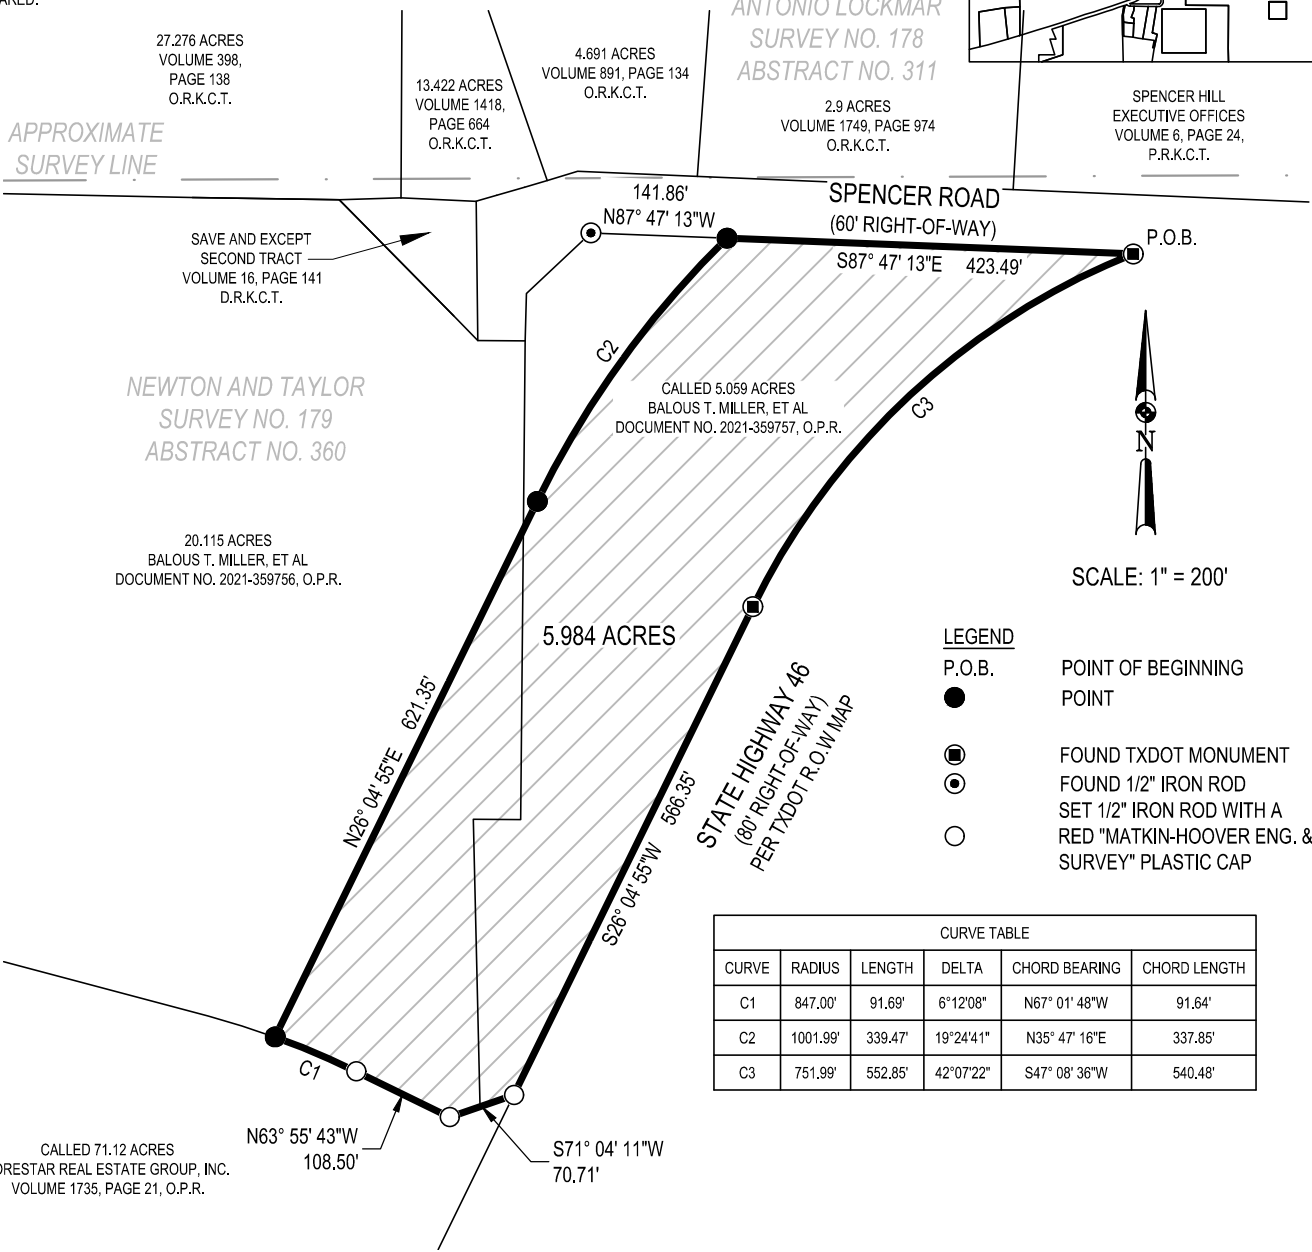 27.276 ACRES
VOLUME 398,
PAGE 138
O.R.K.C.T.
13.422 ACRES
VOLUME 1418,
PAGE 664
O.R.K.C.T.
4.691 ACRES
VOLUME 891, PAGE 134
O.R.K.C.T.
ANTONIO LOCKMAR
SURVEY NO. 178
ABSTRACT NO. 311
2.9 ACRES
VOLUME 1749, PAGE 974
O.R.K.C.T.
SPENCER HILL
EXECUTIVE OFFICES
VOLUME 6, PAGE 24,
P.R.K.C.T.
APPROXIMATE
SURVEY LINE
141.86'
N87° 47' 13"W
SPENCER ROAD
(60' RIGHT-OF-WAY)
S87° 47' 13"E 423.49'
P.O.B.
SAVE AND EXCEPT
SECOND TRACT
VOLUME 16, PAGE 141
D.R.K.C.T.
C2
C3
NEWTON AND TAYLOR
SURVEY NO. 179
ABSTRACT NO. 360
CALLED 5.059 ACRES
BALOUS T. MILLER, ET AL
DOCUMENT NO. 2021-359757, O.P.R.
N
20.115 ACRES
BALOUS T. MILLER, ET AL
DOCUMENT NO. 2021-359756, O.P.R.
SCALE: 1" = 200'
5.984 ACRES
N26° 04' 55"E 621.35'
S26° 04' 55"W 566.35'
STATE HIGHWAY 46
(80' RIGHT-OF-WAY)
PER TXDOT R.O.W MAP
LEGEND
P.O.B. POINT OF BEGINNING
POINT
FOUND TXDOT MONUMENT
FOUND 1/2" IRON ROD
SET 1/2" IRON ROD WITH A
RED "MATKIN-HOOVER ENG. &
SURVEY" PLASTIC CAP
CURVE TABLE
CURVE RADIUS LENGTH DELTA CHORD BEARING CHORD LENGTH
C1 847.00' 91.69' 6°12'08" N67° 01' 48"W 91.64'
C2 1001.99' 339.47' 19°24'41" N35° 47' 16"E 337.85'
C3 751.99' 552.85' 42°07'22" S47° 08' 36"W 540.48'
C1
N63° 55' 43"W
108.50'
S71° 04' 11"W
70.71'
CALLED 71.12 ACRES
ORESTAR REAL ESTATE GROUP, INC.
VOLUME 1735, PAGE 21, O.P.R.